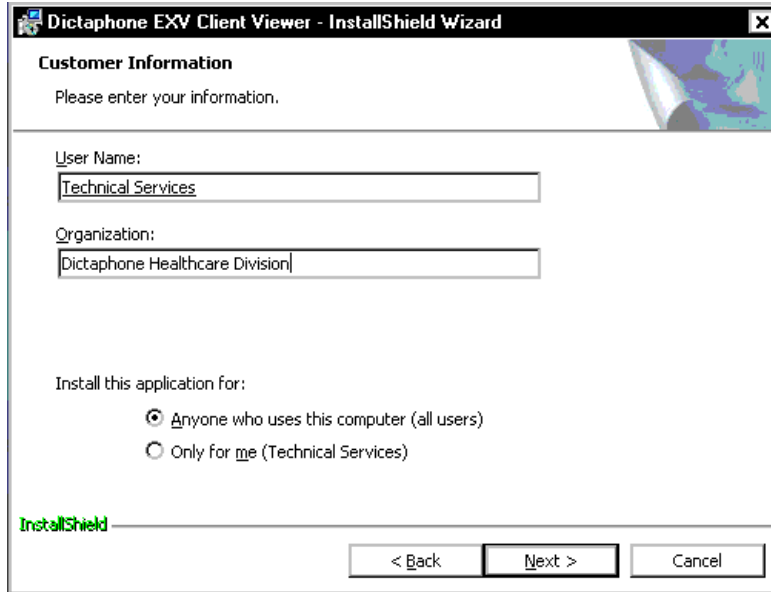 Dictaphone EXV Client Viewer - InstallShield Wizard
Customer Information
Please enter your information.
User Name:
Technical Services
Organization:
Dictaphone Healthcare Division
Install this application for:
Anyone who uses this computer (all users)
Only for me (Technical Services)
InstallShield
< Back Next > Cancel